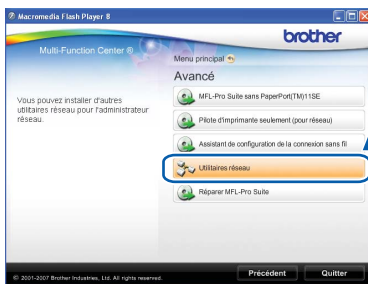 Macromedia Flash Player 8
brother
Multi-Function Center ®
Menu principal
Avancé
Vous pouvez installer d'autres
utilitaires réseau pour l'administrateur
réseau.
MFL-Pro Suite sans PaperPort(TM)11SE
Pilote d'imprimante seulement (pour réseau)
Assistant de configuration de la connexion sans fil
Utilitaires réseau
Réparer MFL-Pro Suite
© 2001-2007 Brother Industries, Ltd. All rights reserved.
Précédent
Quitter